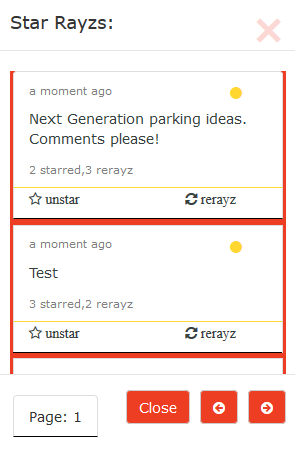 Star Rayzs:
a moment ago
Next Generation parking ideas.
Comments please!
2 starred,3 rerayz
unstar rerayz
a moment ago
Test
3 starred,2 rerayz
unstar rerayz
Page: 1 Close